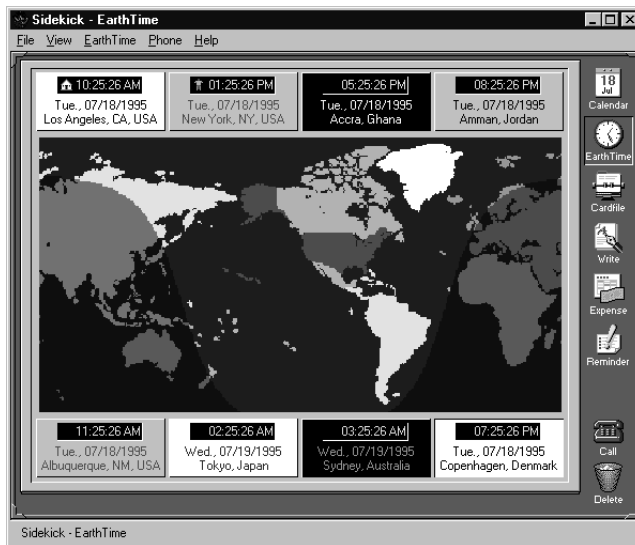 Sidekick - EarthTime
File View EarthTime Phone Help
10:25:26 AM
Tue., 07/18/1995
Los Angeles, CA, USA
01:25:26 PM
Tue., 07/18/1995
New York, NY, USA
05:25:26 PM
Tue., 07/18/1995
Accra, Ghana
08:25:26 PM
Tue., 07/18/1995
Amman, Jordan
18
Jul
Calendar
EarthTime
Cardfile
Write
Expense
Reminder
11:25:26 AM
Tue., 07/18/1995
Albuquerque, NM, USA
02:25:26 AM
Wed., 07/19/1995
Tokyo, Japan
03:25:26 AM
Wed., 07/19/1995
Sydney, Australia
07:25:26 PM
Tue., 07/18/1995
Copenhagen, Denmark
Call
Delete
Sidekick - EarthTime